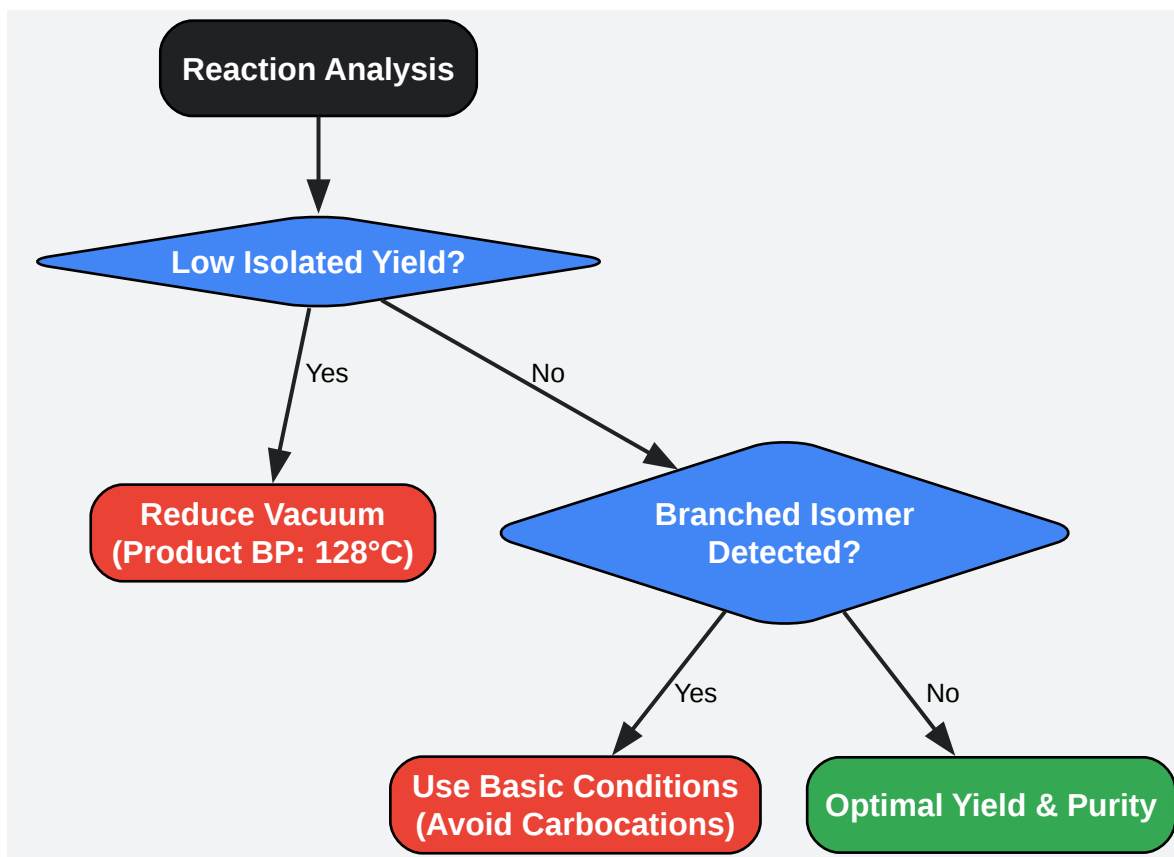 Reaction Analysis
Low Isolated Yield?
Yes
No
Reduce Vacuum
(Product BP: 128°C)
Branched Isomer
Detected?
Yes
No
Use Basic Conditions
(Avoid Carbocations)
Optimal Yield & Purity